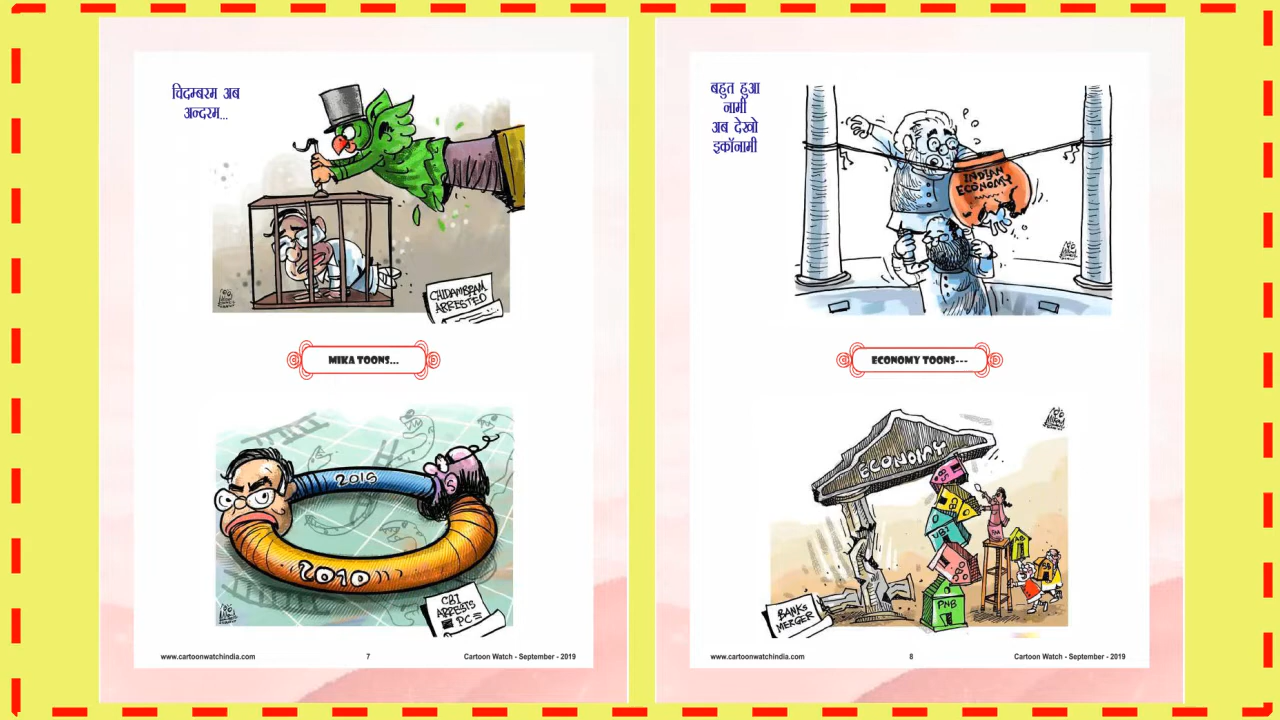 चिदम्बरम अब
अन्दरम...
CHIDAMBRAM
ARRESTED
MIKA TOONS...
2019
2010
CBI
ARRESTS
PC
www.cartoonwatchindia.com
7
Cartoon Watch - September - 2019
बहुत हुआ
नामी
अब देखो
इकॉनामी
INDIAN
ECONOMY
ECONOMY TOONS---
ECONOMY
VBI
PNB
BANKS
MERGER
www.cartoonwatchindia.com
8
Cartoon Watch - September - 2019